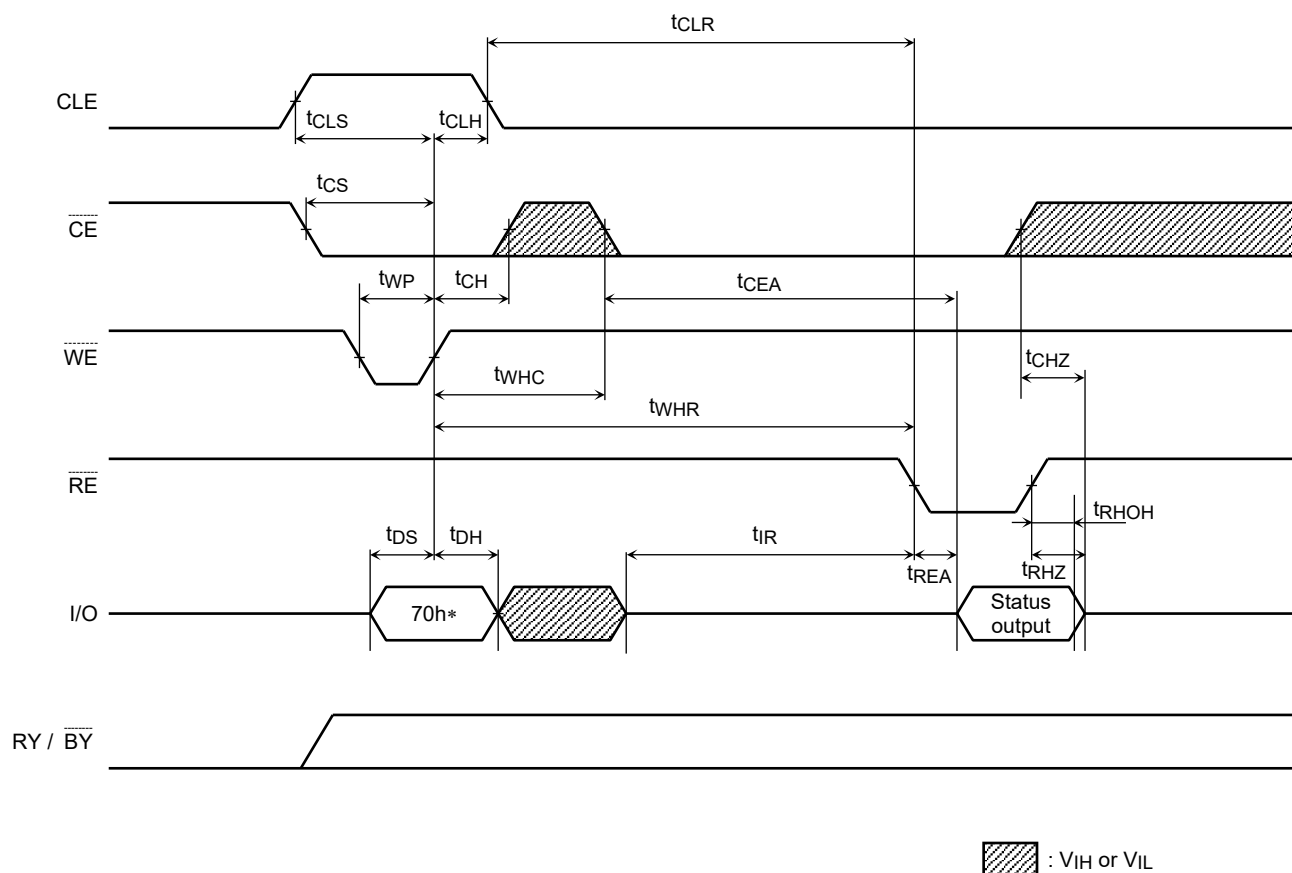 tCLR
CLE
tCLS
tCLH
tCS
CE
tWP
tCH
tCEA
WE
tCHZ
tWHC
tWHR
RE
tRHOH
tDS
tDH
tIR
tREA
tRHZ
I/O
70h*
Status
output
RY / BY
: VIH or VIL